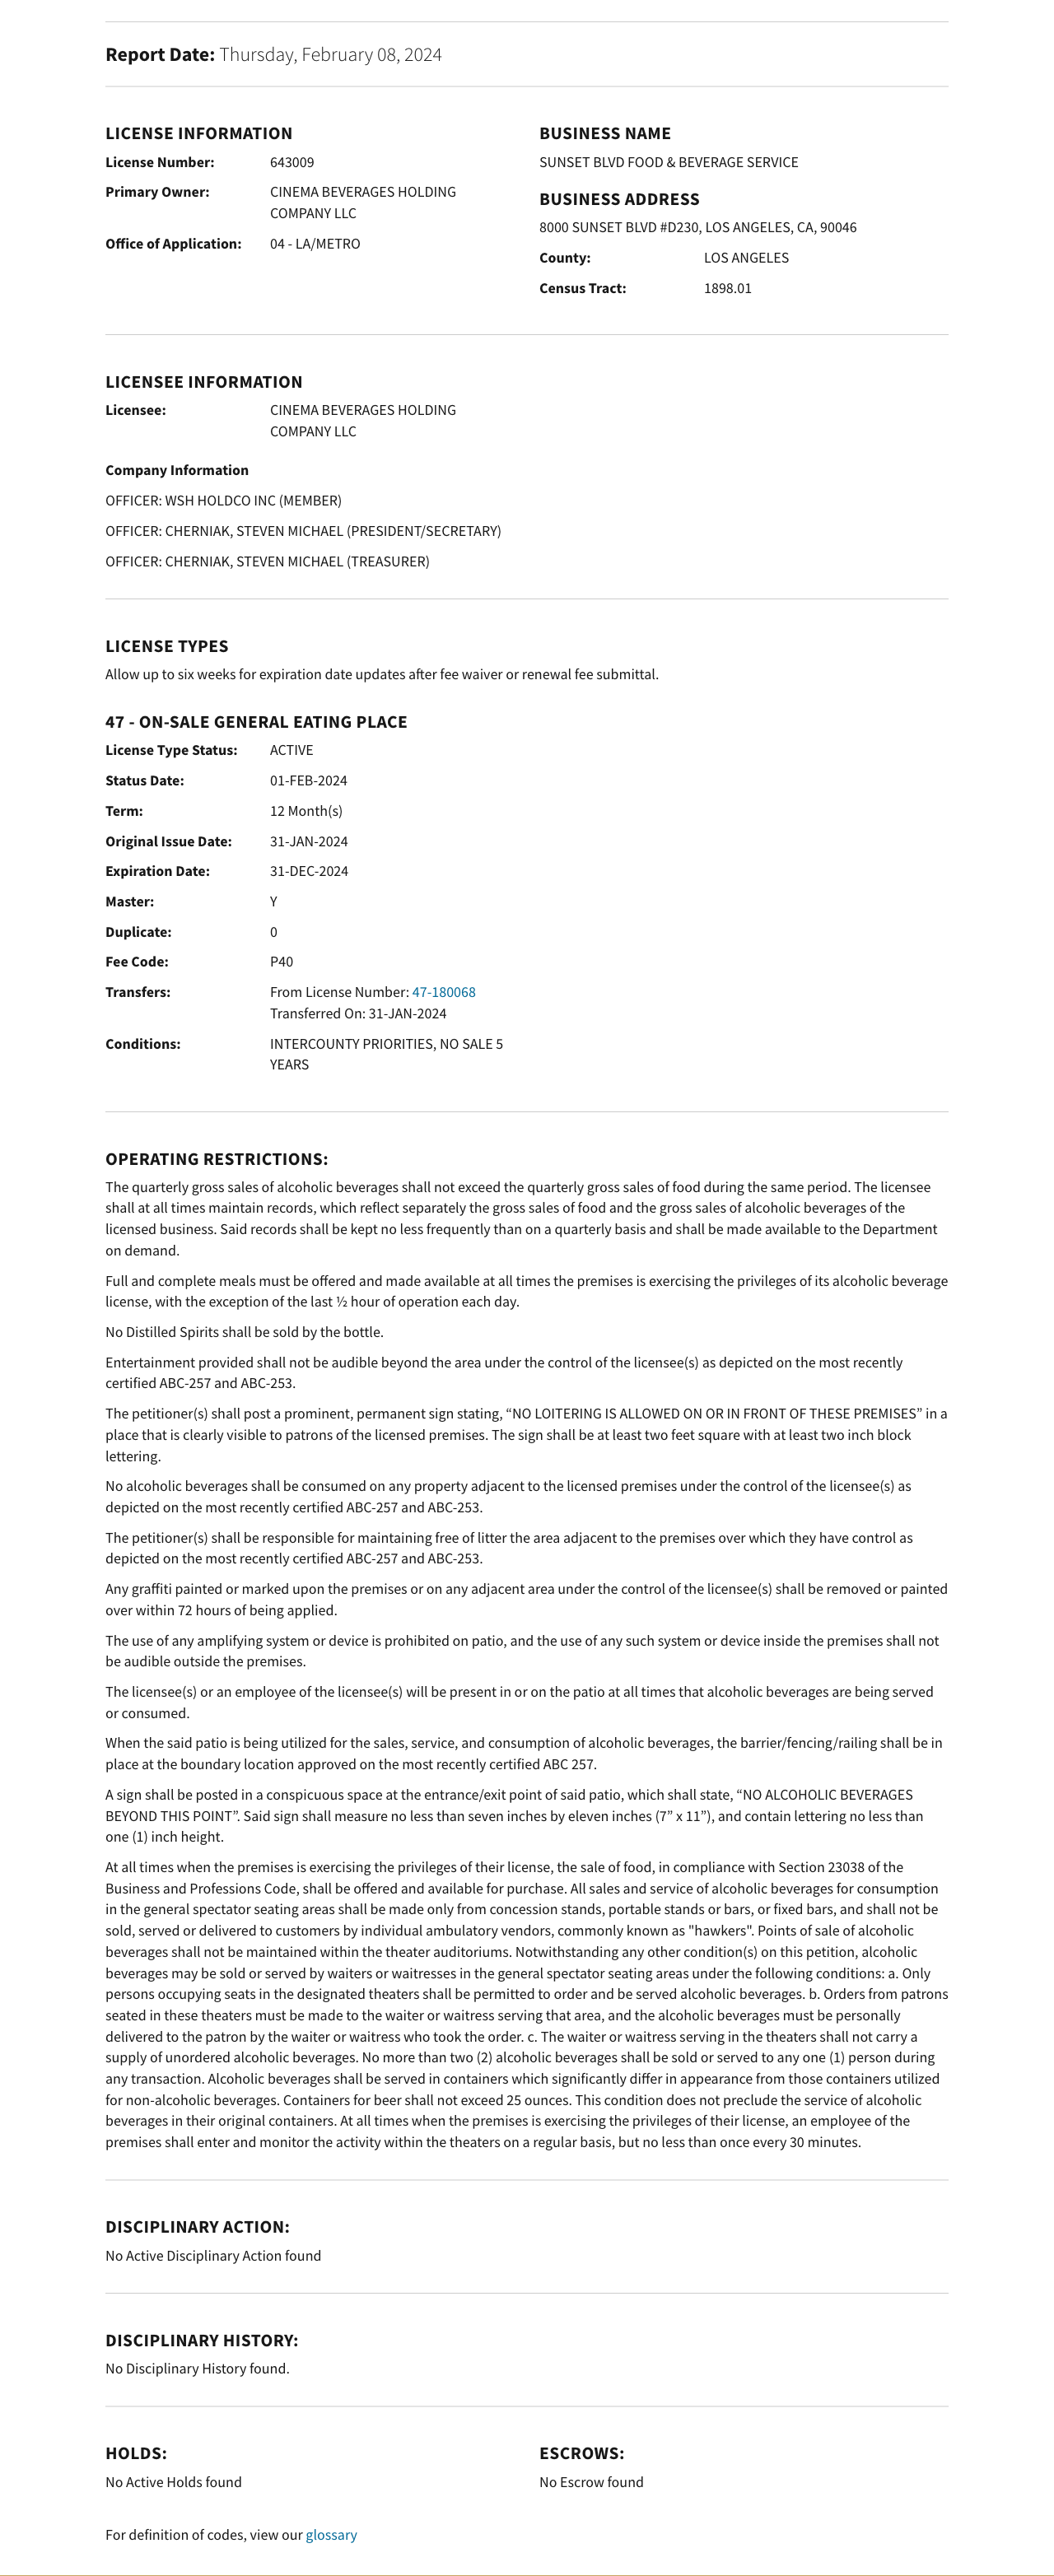 Report Date: Thursday, February 08, 2024
LICENSE INFORMATION
License Number: 643009
Primary Owner: CINEMA BEVERAGES HOLDING
COMPANY LLC
Office of Application: 04 - LA/METRO
BUSINESS NAME
SUNSET BLVD FOOD & BEVERAGE SERVICE
BUSINESS ADDRESS
8000 SUNSET BLVD #D230, LOS ANGELES, CA, 90046
County: LOS ANGELES
Census Tract: 1898.01
LICENSEE INFORMATION
Licensee: CINEMA BEVERAGES HOLDING
COMPANY LLC
Company Information
OFFICER: WSH HOLDCO INC (MEMBER)
OFFICER: CHERNIAK, STEVEN MICHAEL (PRESIDENT/SECRETARY)
OFFICER: CHERNIAK, STEVEN MICHAEL (TREASURER)
LICENSE TYPES
Allow up to six weeks for expiration date updates after fee waiver or renewal fee submittal.
47 - ON-SALE GENERAL EATING PLACE
License Type Status: ACTIVE
Status Date: 01-FEB-2024
Term: 12 Month(s)
Original Issue Date: 31-JAN-2024
Expiration Date: 31-DEC-2024
Master: Y
Duplicate: 0
Fee Code: P40
Transfers: From License Number: 47-180068
Transferred On: 31-JAN-2024
Conditions: INTERCOUNTY PRIORITIES, NO SALE 5
YEARS
OPERATING RESTRICTIONS:
The quarterly gross sales of alcoholic beverages shall not exceed the quarterly gross sales of food during the same period. The licensee
shall at all times maintain records, which reflect separately the gross sales of food and the gross sales of alcoholic beverages of the
licensed business. Said records shall be kept no less frequently than on a quarterly basis and shall be made available to the Department
on demand.
Full and complete meals must be offered and made available at all times the premises is exercising the privileges of its alcoholic beverage
license, with the exception of the last ½ hour of operation each day.
No Distilled Spirits shall be sold by the bottle.
Entertainment provided shall not be audible beyond the area under the control of the licensee(s) as depicted on the most recently
certified ABC-257 and ABC-253.
The petitioner(s) shall post a prominent, permanent sign stating, “NO LOITERING IS ALLOWED ON OR IN FRONT OF THESE PREMISES” in a
place that is clearly visible to patrons of the licensed premises. The sign shall be at least two feet square with at least two inch block
lettering.
No alcoholic beverages shall be consumed on any property adjacent to the licensed premises under the control of the licensee(s) as
depicted on the most recently certified ABC-257 and ABC-253.
The petitioner(s) shall be responsible for maintaining free of litter the area adjacent to the premises over which they have control as
depicted on the most recently certified ABC-257 and ABC-253.
Any graffiti painted or marked upon the premises or on any adjacent area under the control of the licensee(s) shall be removed or painted
over within 72 hours of being applied.
The use of any amplifying system or device is prohibited on patio, and the use of any such system or device inside the premises shall not
be audible outside the premises.
The licensee(s) or an employee of the licensee(s) will be present in or on the patio at all times that alcoholic beverages are being served
or consumed.
When the said patio is being utilized for the sales, service, and consumption of alcoholic beverages, the barrier/fencing/railing shall be in
place at the boundary location approved on the most recently certified ABC 257.
A sign shall be posted in a conspicuous space at the entrance/exit point of said patio, which shall state, “NO ALCOHOLIC BEVERAGES
BEYOND THIS POINT”. Said sign shall measure no less than seven inches by eleven inches (7” x 11”), and contain lettering no less than
one (1) inch height.
At all times when the premises is exercising the privileges of their license, the sale of food, in compliance with Section 23038 of the
Business and Professions Code, shall be offered and available for purchase. All sales and service of alcoholic beverages for consumption
in the general spectator seating areas shall be made only from concession stands, portable stands or bars, or fixed bars, and shall not be
sold, served or delivered to customers by individual ambulatory vendors, commonly known as "hawkers". Points of sale of alcoholic
beverages shall not be maintained within the theater auditoriums. Notwithstanding any other condition(s) on this petition, alcoholic
beverages may be sold or served by waiters or waitresses in the general spectator seating areas under the following conditions: a. Only
persons occupying seats in the designated theaters shall be permitted to order and be served alcoholic beverages. b. Orders from patrons
seated in these theaters must be made to the waiter or waitress serving that area, and the alcoholic beverages must be personally
delivered to the patron by the waiter or waitress who took the order. c. The waiter or waitress serving in the theaters shall not carry a
supply of unordered alcoholic beverages. No more than two (2) alcoholic beverages shall be sold or served to any one (1) person during
any transaction. Alcoholic beverages shall be served in containers which significantly differ in appearance from those containers utilized
for non-alcoholic beverages. Containers for beer shall not exceed 25 ounces. This condition does not preclude the service of alcoholic
beverages in their original containers. At all times when the premises is exercising the privileges of their license, an employee of the
premises shall enter and monitor the activity within the theaters on a regular basis, but no less than once every 30 minutes.
DISCIPLINARY ACTION:
No Active Disciplinary Action found
DISCIPLINARY HISTORY:
No Disciplinary History found.
HOLDS:
No Active Holds found
ESCROWS:
No Escrow found
For definition of codes, view our glossary